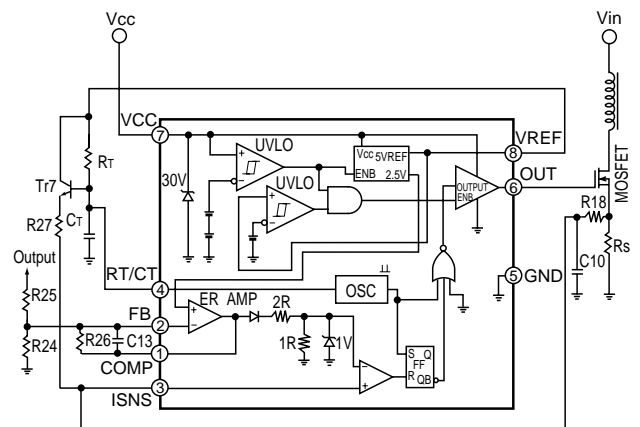 Vcc
Vin
VCC
7
UVLO
Vcc 5VREF
ENB 2.5V
VREF
8
RT
Tr7
30V
UVLO
OUTPUT
ENB
OUT
6
MOSFET
R27
CT
R18
Output
RT/CT
4
OSC
C10
Rs
5
GND
R25
FB
2
ER AMP
2R
R26
C13
1R
1V
S Q
FF
R QB
R24
COMP
1
3
ISNS